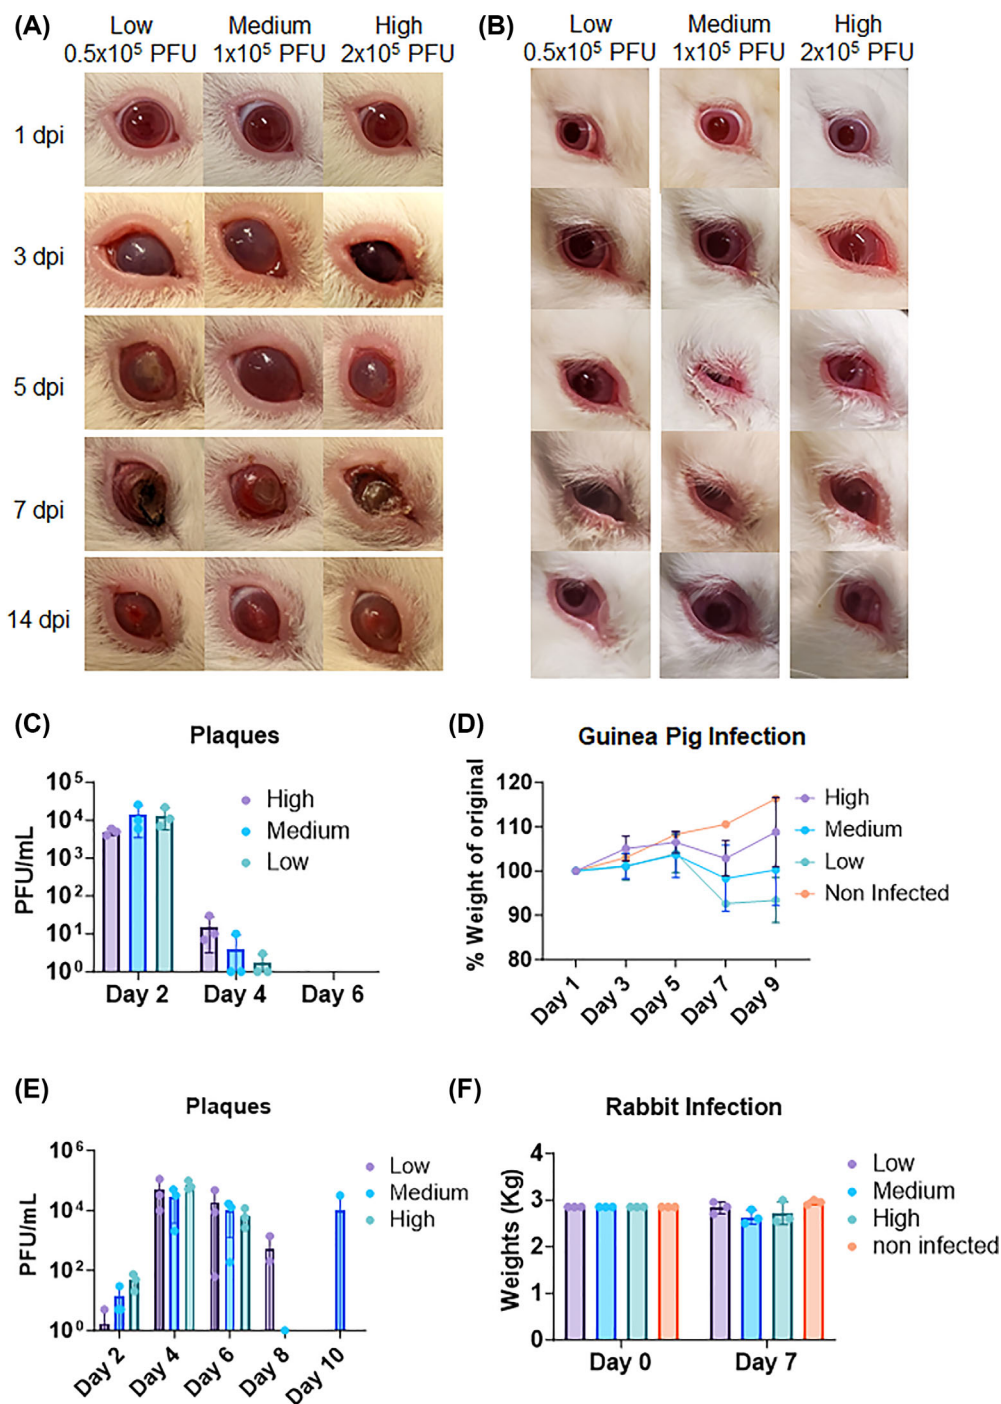 (A)
Low
0.5x10⁵ PFU
Medium
1x10⁵ PFU
High
2x10⁵ PFU
(B)
Low
0.5x10⁵ PFU
Medium
1x10⁵ PFU
High
2x10⁵ PFU
1 dpi
3 dpi
5 dpi
7 dpi
14 dpi
(C)
Plaques
PFU/mL
10⁵
10⁴
10³
10²
10¹
10⁰
High
Medium
Low
Day 2
Day 4
Day 6
(D)
Guinea Pig Infection
% Weight of original
120
110
100
90
80
High
Medium
Low
Non Infected
Day 1
Day 3
Day 5
Day 7
Day 9
(E)
Plaques
PFU/mL
10⁶
10⁴
10²
10⁰
Low
Medium
High
Day 2
Day 4
Day 6
Day 8
Day 10
(F)
Rabbit Infection
Weights (Kg)
4
3
2
1
0
Low
Medium
High
non infected
Day 0
Day 7